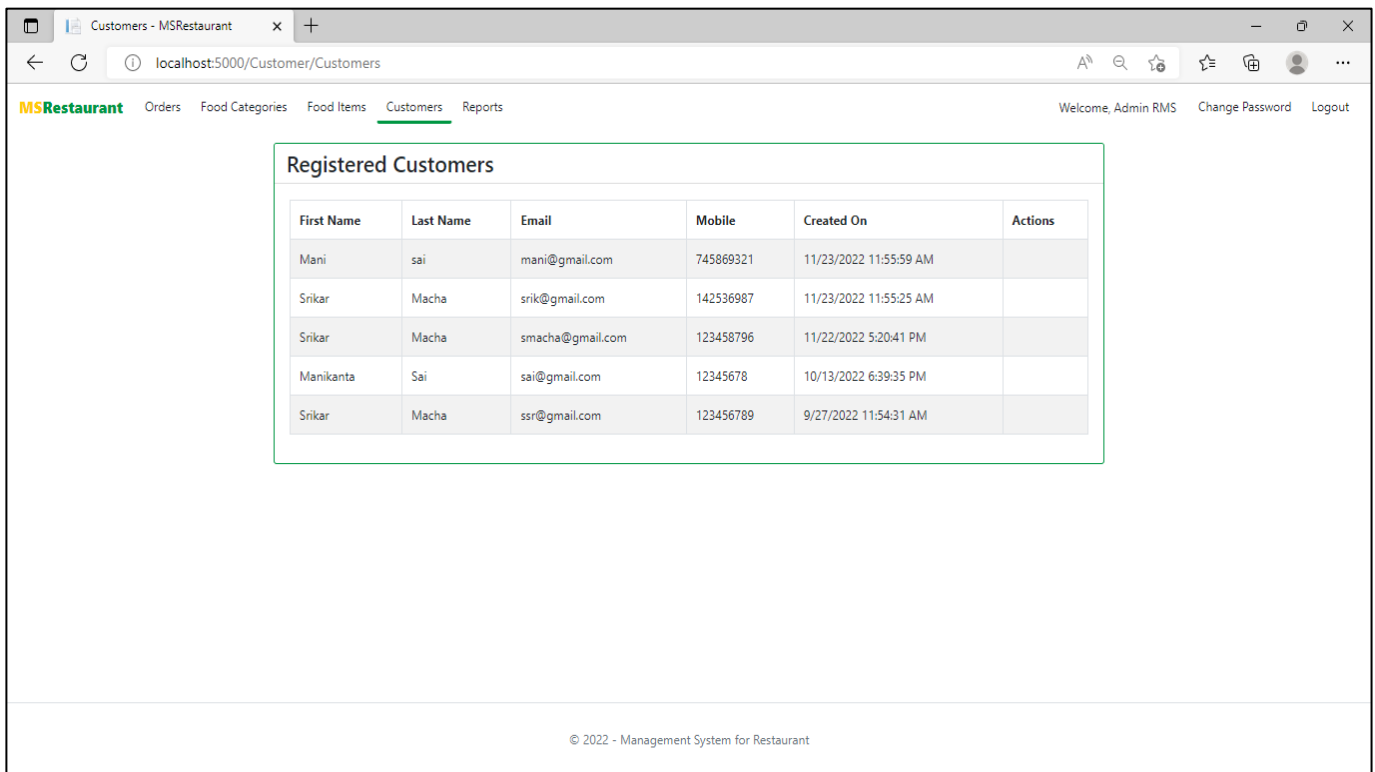 Customers - MSRestaurant
localhost:5000/Customer/Customers
MSRestaurant Orders Food Categories Food Items Customers Reports Welcome, Admin RMS Change Password Logout
Registered Customers
First Name Last Name Email Mobile Created On Actions
Mani sai mani@gmail.com 745869321 11/23/2022 11:55:59 AM
Srikar Macha srik@gmail.com 142536987 11/23/2022 11:55:25 AM
Srikar Macha smacha@gmail.com 123458796 11/22/2022 5:20:41 PM
Manikanta Sai sai@gmail.com 12345678 10/13/2022 6:39:35 PM
Srikar Macha ssr@gmail.com 123456789 9/27/2022 11:54:31 AM
© 2022 - Management System for Restaurant